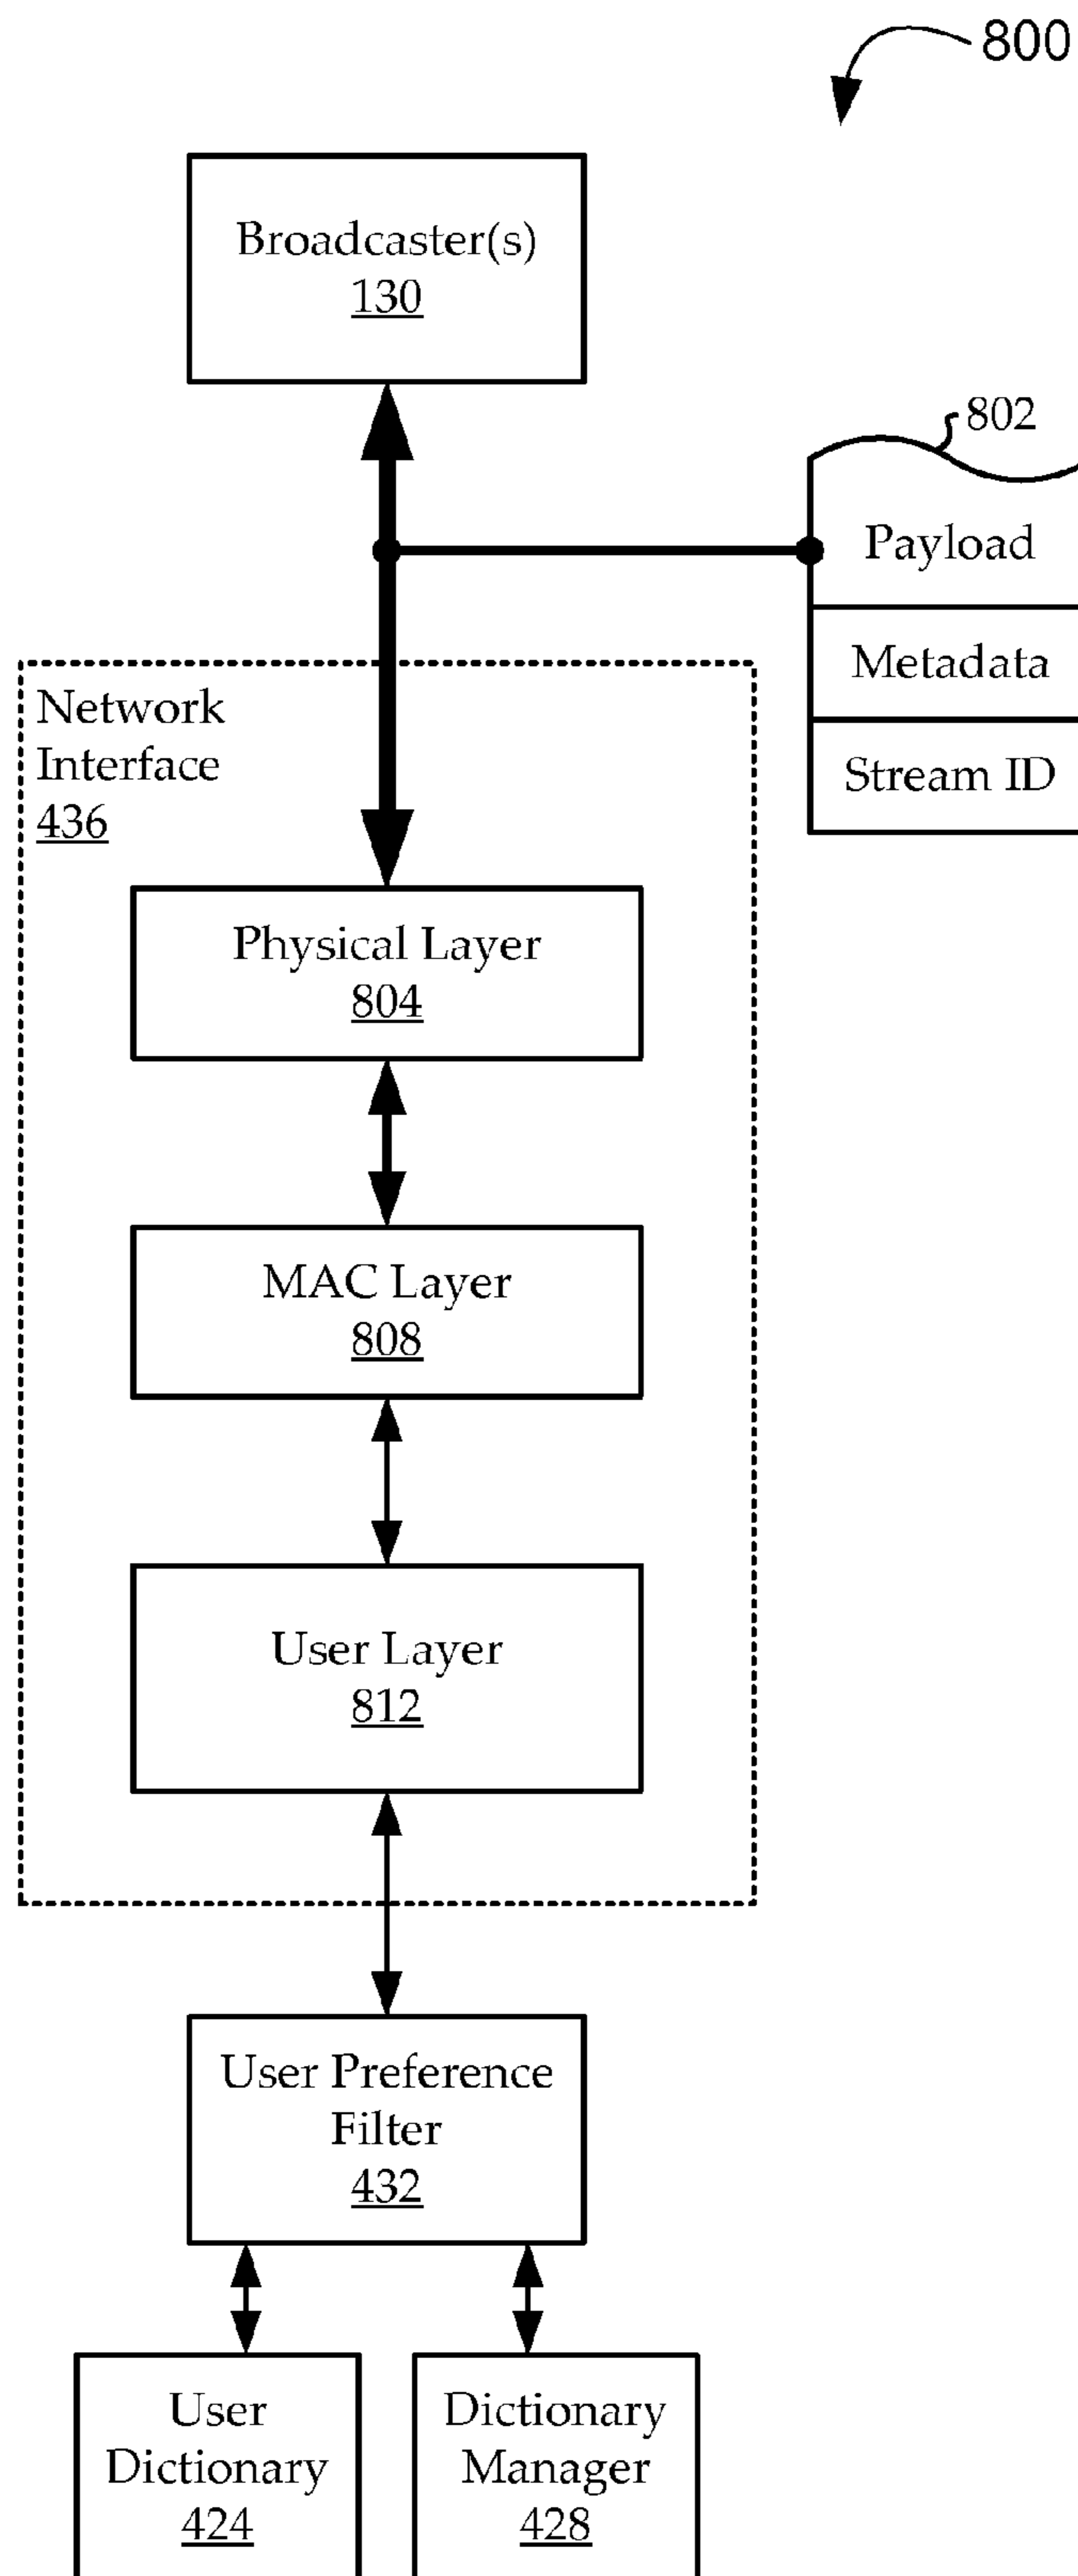 800
Broadcaster(s)
130
802
Payload
Metadata
Stream ID
Network
Interface
436
Physical Layer
804
MAC Layer
808
User Layer
812
User Preference
Filter
432
User
Dictionary
424
Dictionary
Manager
428